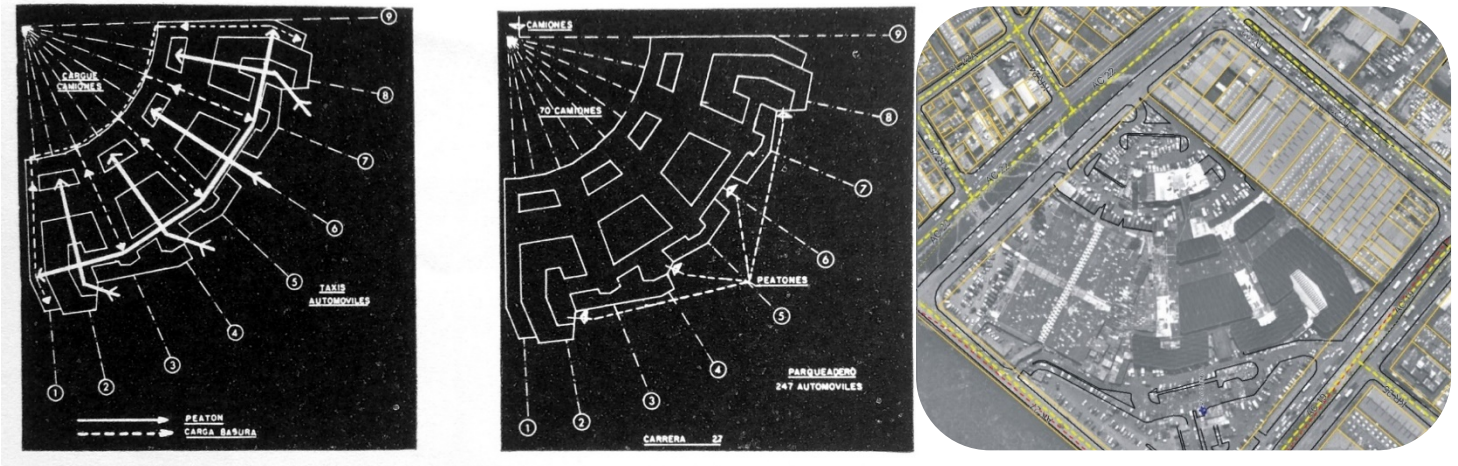 9
CARGUE
CAMIONES
8
7
6
5
TAXIS
AUTOMOVILES
4
3
2
1
PEATON
CARGA BASURA
CAMIONES
9
70 CAMIONES
8
7
6
PEATONES
5
4
PARQUEADERO
247 AUTOMOVILES
3
2
1
CARRERA 27